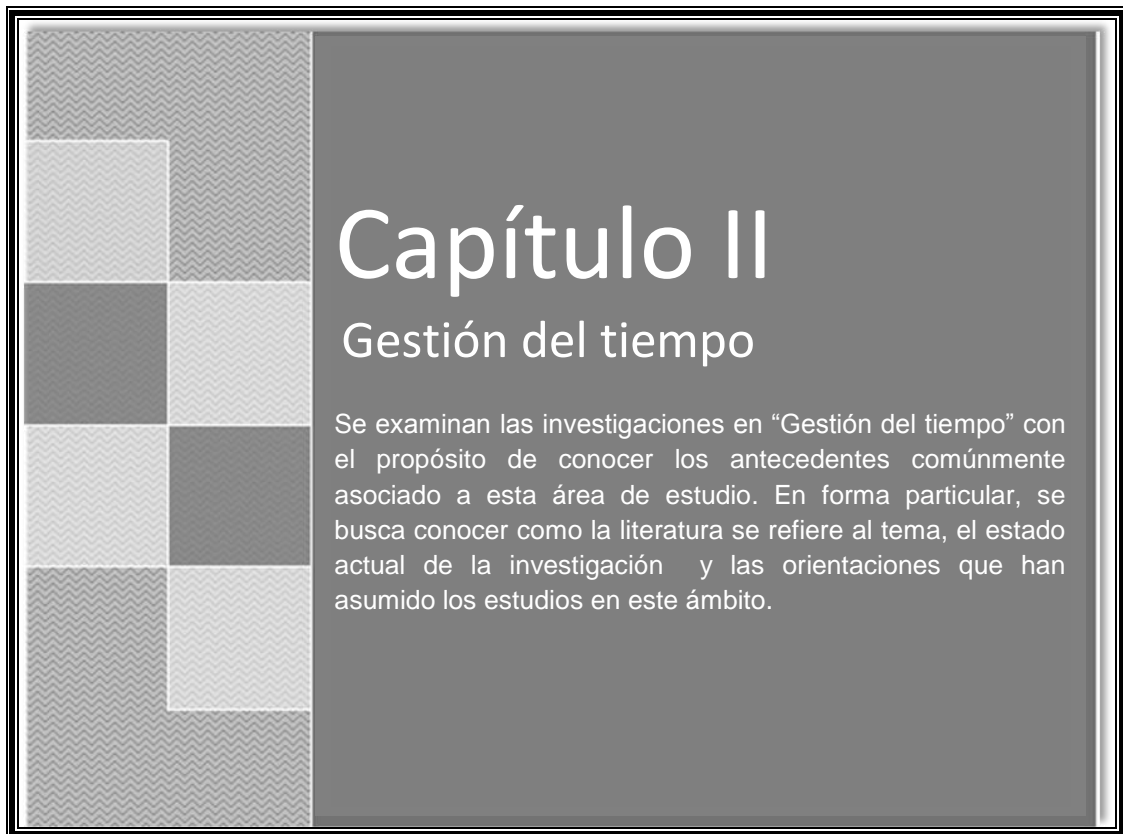 Capítulo II
Gestión del tiempo
Se examinan las investigaciones en “Gestión del tiempo” con
el propósito de conocer los antecedentes comúnmente
asociado a esta área de estudio. En forma particular, se
busca conocer como la literatura se refiere al tema, el estado
actual de la investigación y las orientaciones que han
asumido los estudios en este ámbito.